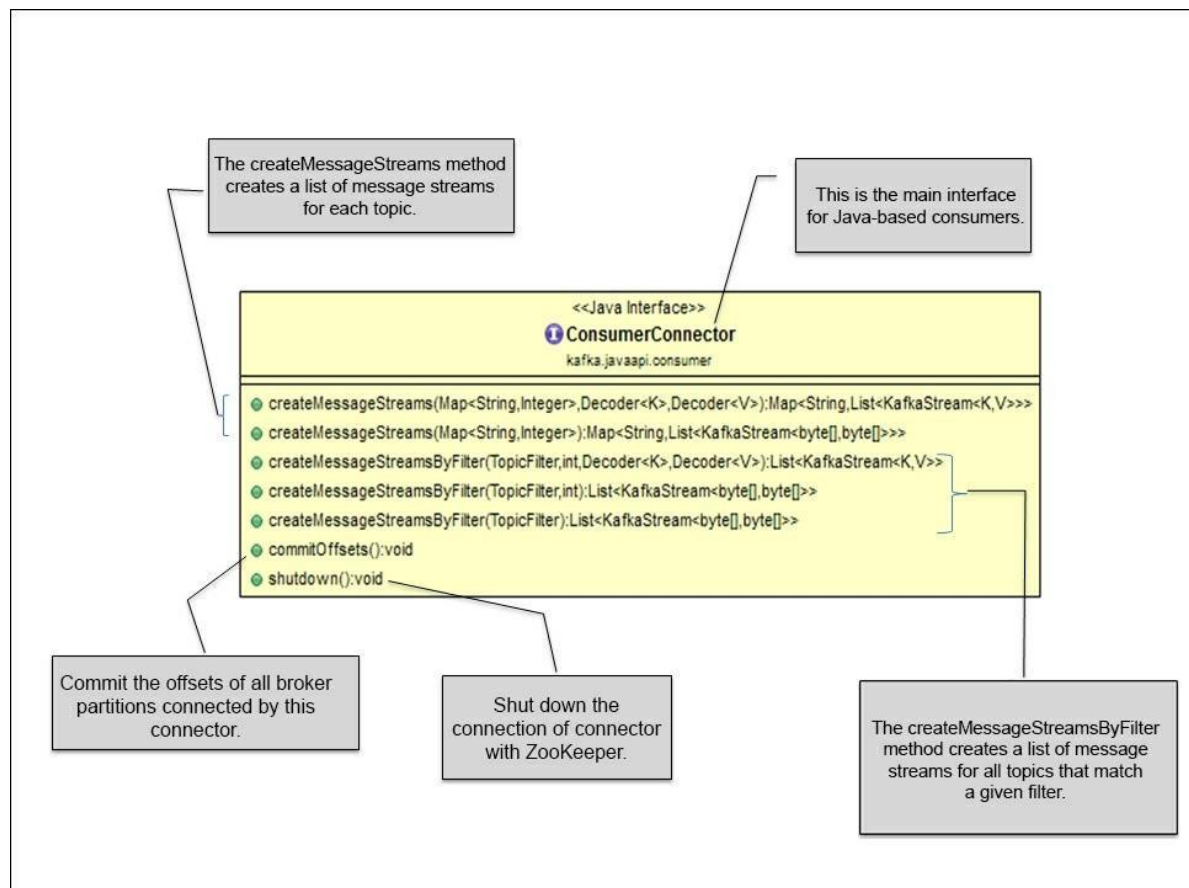 The createMessageStreams method
creates a list of message streams
for each topic.
This is the main interface
for Java-based consumers.
<<Java Interface>>
I ConsumerConnector
kafka.javaapi.consumer
createMessageStreams(Map<String,Integer>,Decoder<K>,Decoder<V>):Map<String,List<KafkaStream<K,V>>>
createMessageStreams(Map<String,Integer>):Map<String,List<KafkaStream<byte[],byte[]>>>
createMessageStreamsByFilter(TopicFilter,int,Decoder<K>,Decoder<V>):List<KafkaStream<K,V>>
createMessageStreamsByFilter(TopicFilter,int):List<KafkaStream<byte[],byte[]>>
createMessageStreamsByFilter(TopicFilter):List<KafkaStream<byte[],byte[]>>
commitOffsets():void
shutdown():void
Commit the offsets of all broker
partitions connected by this
connector.
Shut down the
connection of connector
with ZooKeeper.
The createMessageStreamsByFilter
method creates a list of message
streams for all topics that match
a given filter.